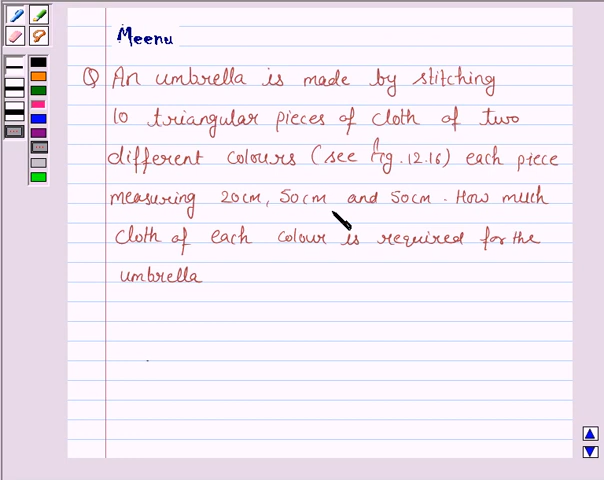 Meenu
Q An umbrella is made by stitching
10 triangular pieces of cloth of two
different colours (see fig. 12.16) each piece
measuring 20cm, 50cm and 50cm. How much
cloth of each colour is required for the
umbrella